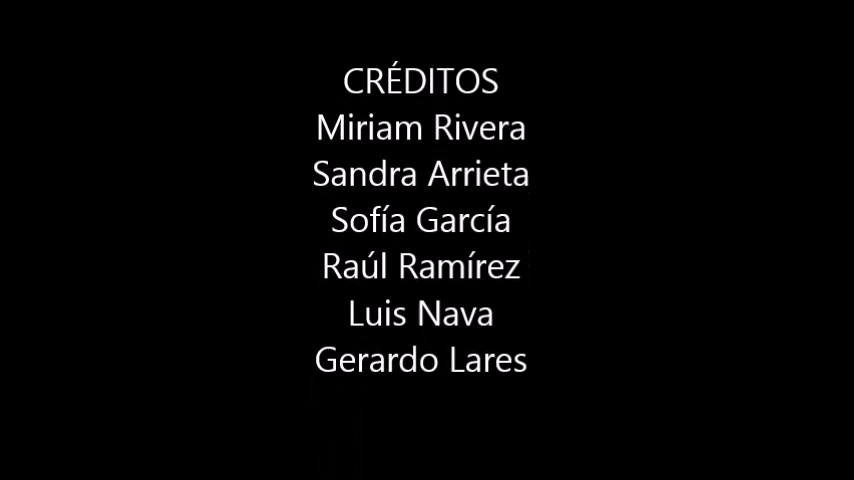 CRÉDITOS
Miriam Rivera
Sandra Arrieta
Sofía García
Raúl Ramírez
Luis Nava
Gerardo Lares